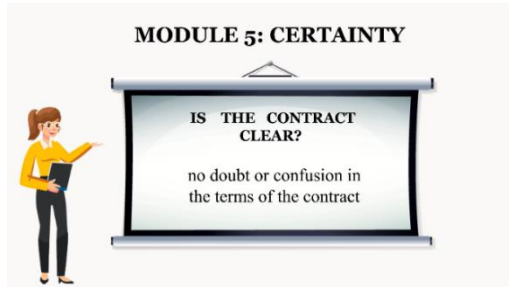 MODULE 5: CERTAINTY
IS THE CONTRACT
CLEAR?
no doubt or confusion in
the terms of the contract